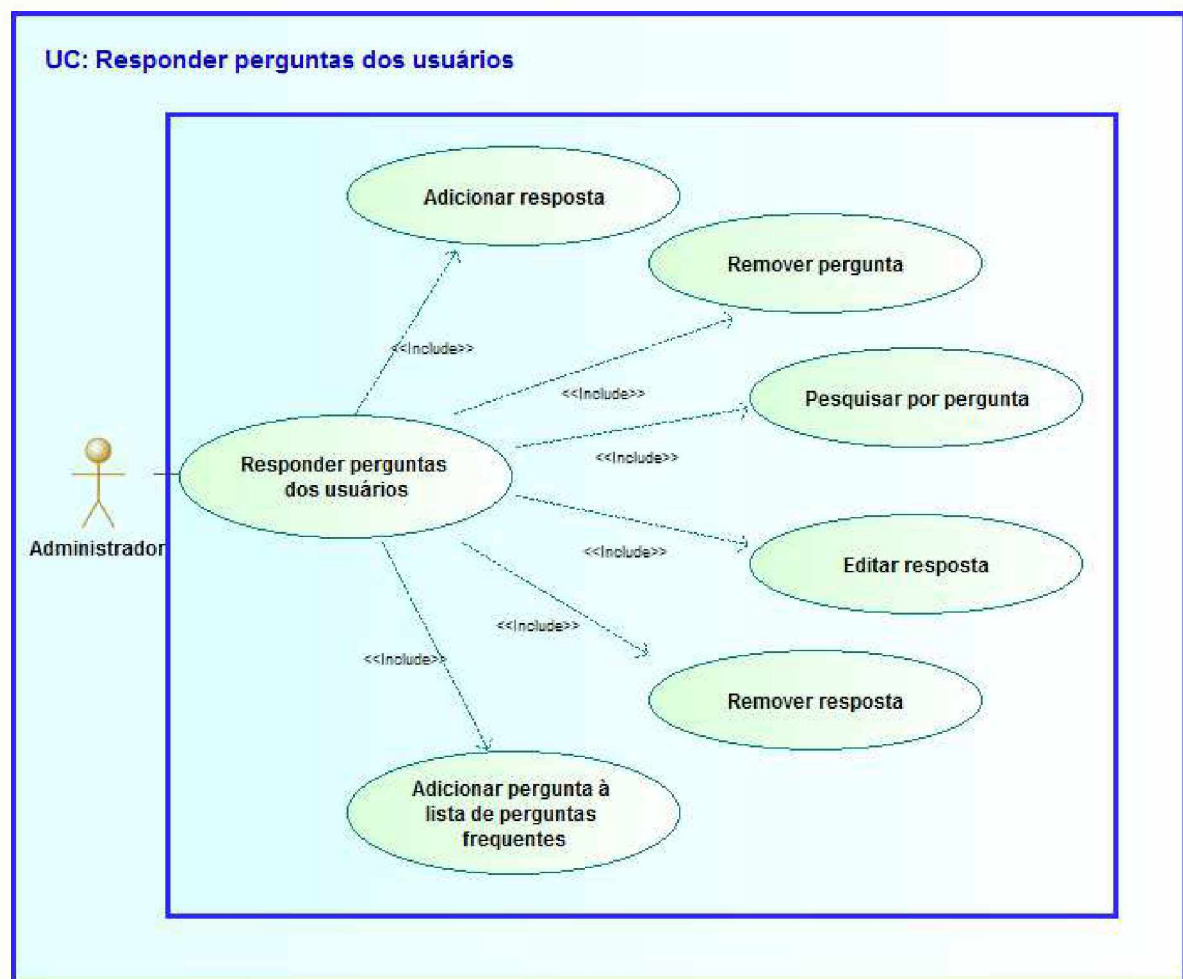 UC: Responder perguntas dos usuários
Adicionar resposta
Remover pergunta
<<Include>>
<<Include>>
Pesquisar por pergunta
<<Include>>
Responder perguntas
dos usuários
Administrador
<<Include>>
Editar resposta
<<Include>>
<<Include>>
Remover resposta
Adicionar pergunta à
lista de perguntas
frequentes